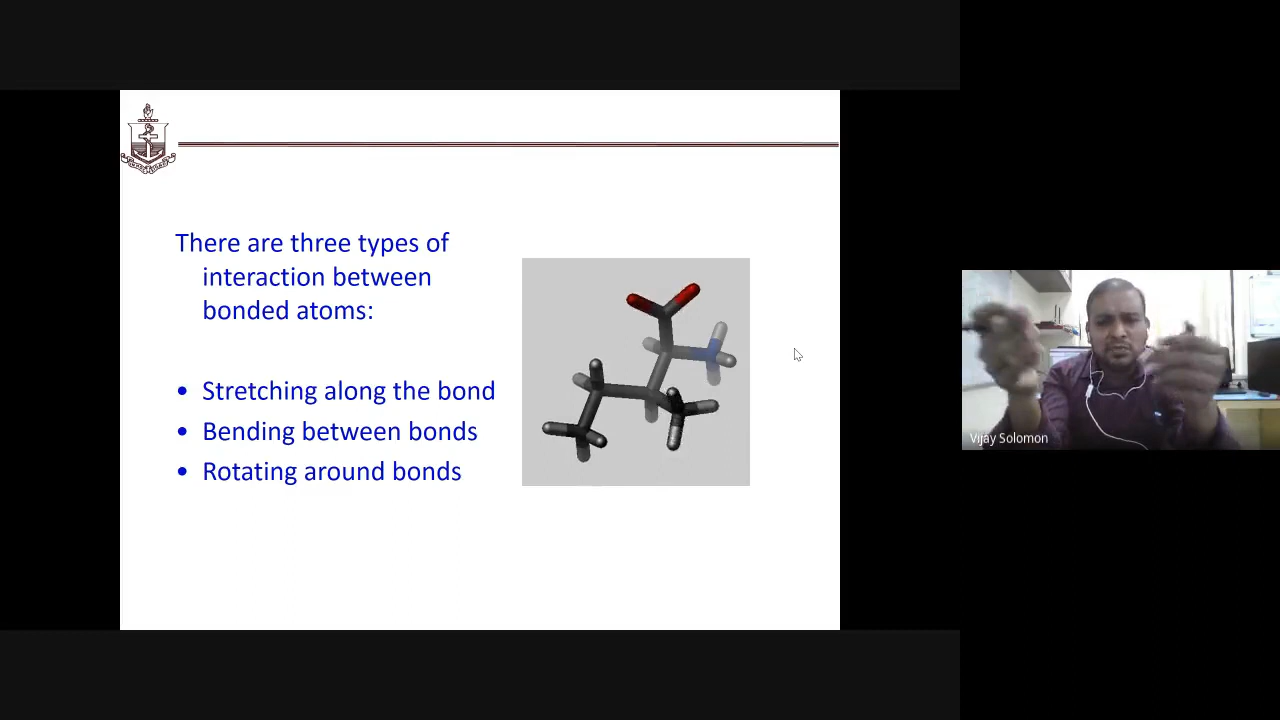 There are three types of
interaction between
bonded atoms:
• Stretching along the bond
• Bending between bonds
• Rotating around bonds
Vijay Solomon